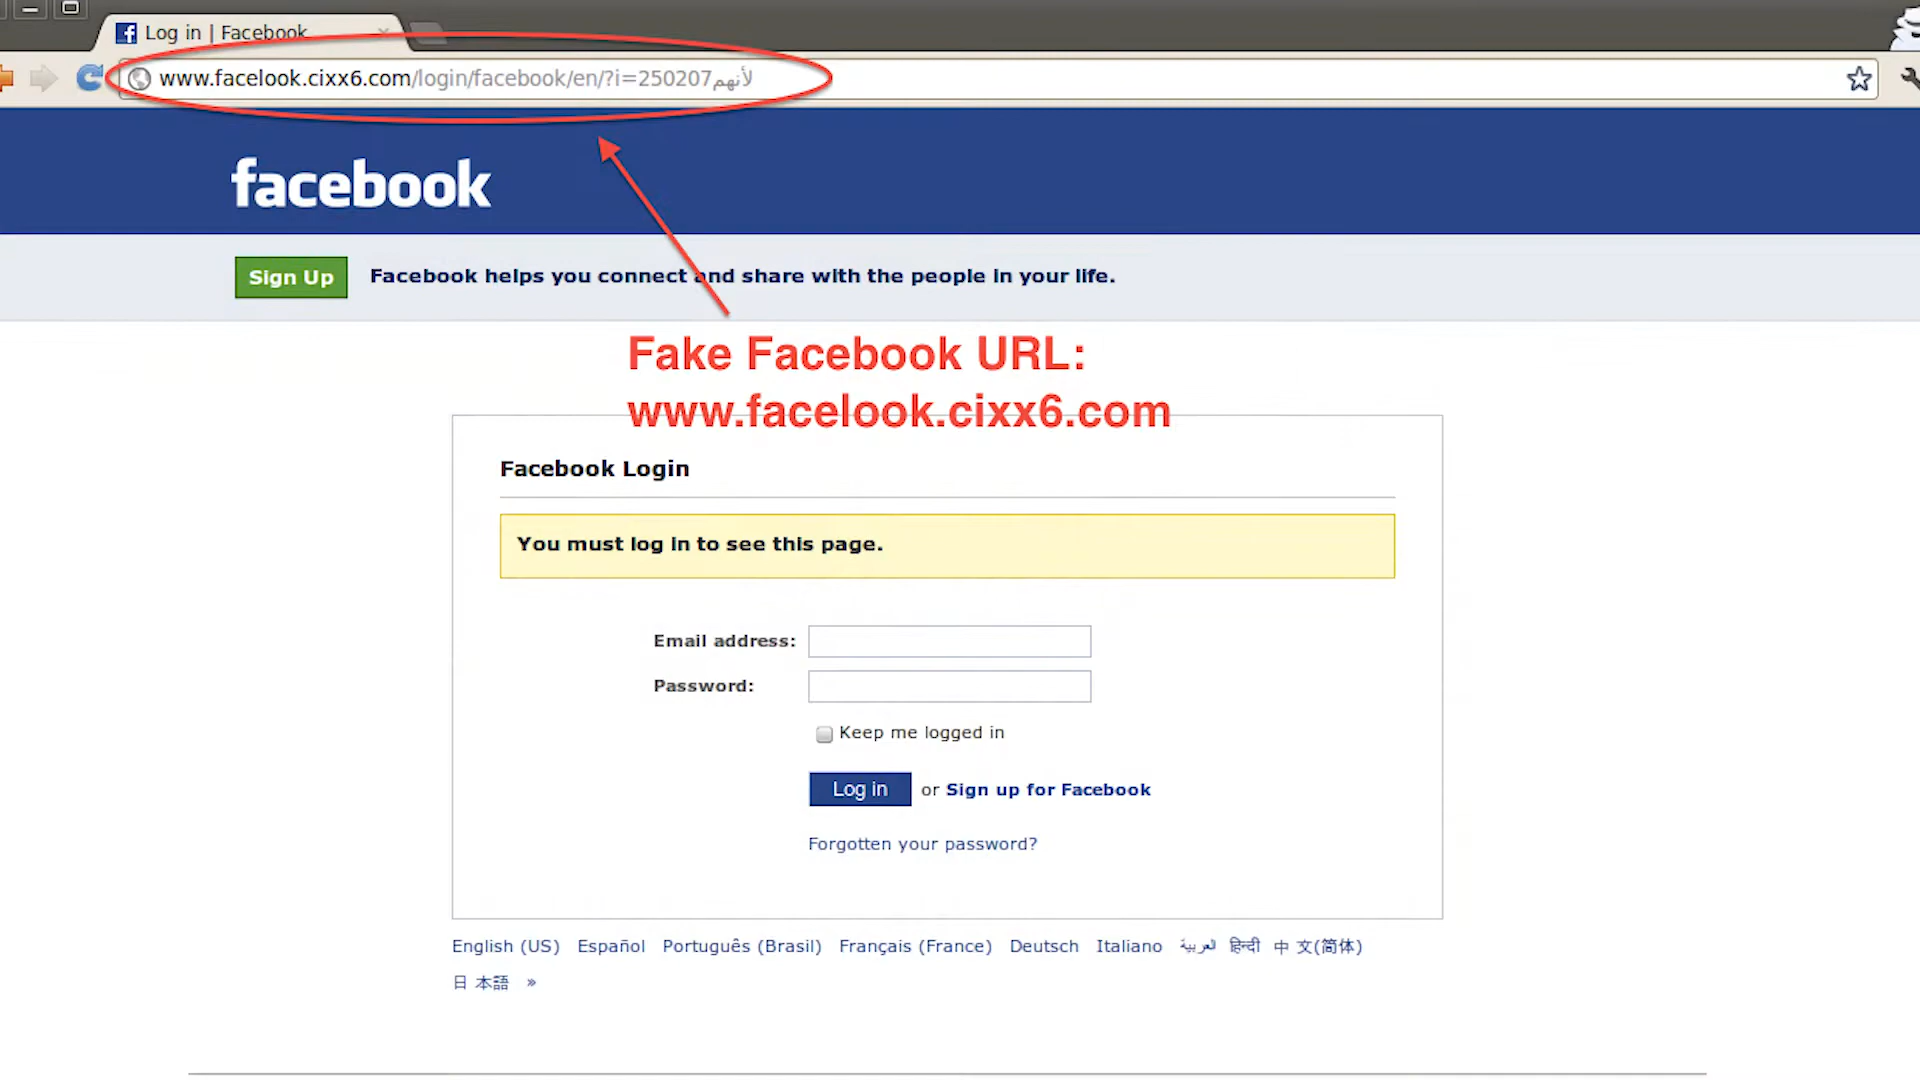 Log in | Facebook
www.facelook.cixx6.com/login/facebook/en/?i=250207لأنهم
facebook
Sign Up Facebook helps you connect and share with the people in your life.
Fake Facebook URL:
www.facelook.cixx6.com
Facebook Login
You must log in to see this page.
Email address:
Password:
Keep me logged in
Log in or Sign up for Facebook
Forgotten your password?
English (US) Español Português (Brasil) Français (France) Deutsch Italiano العربية हिन्दी 中文(简体)
日本語 »